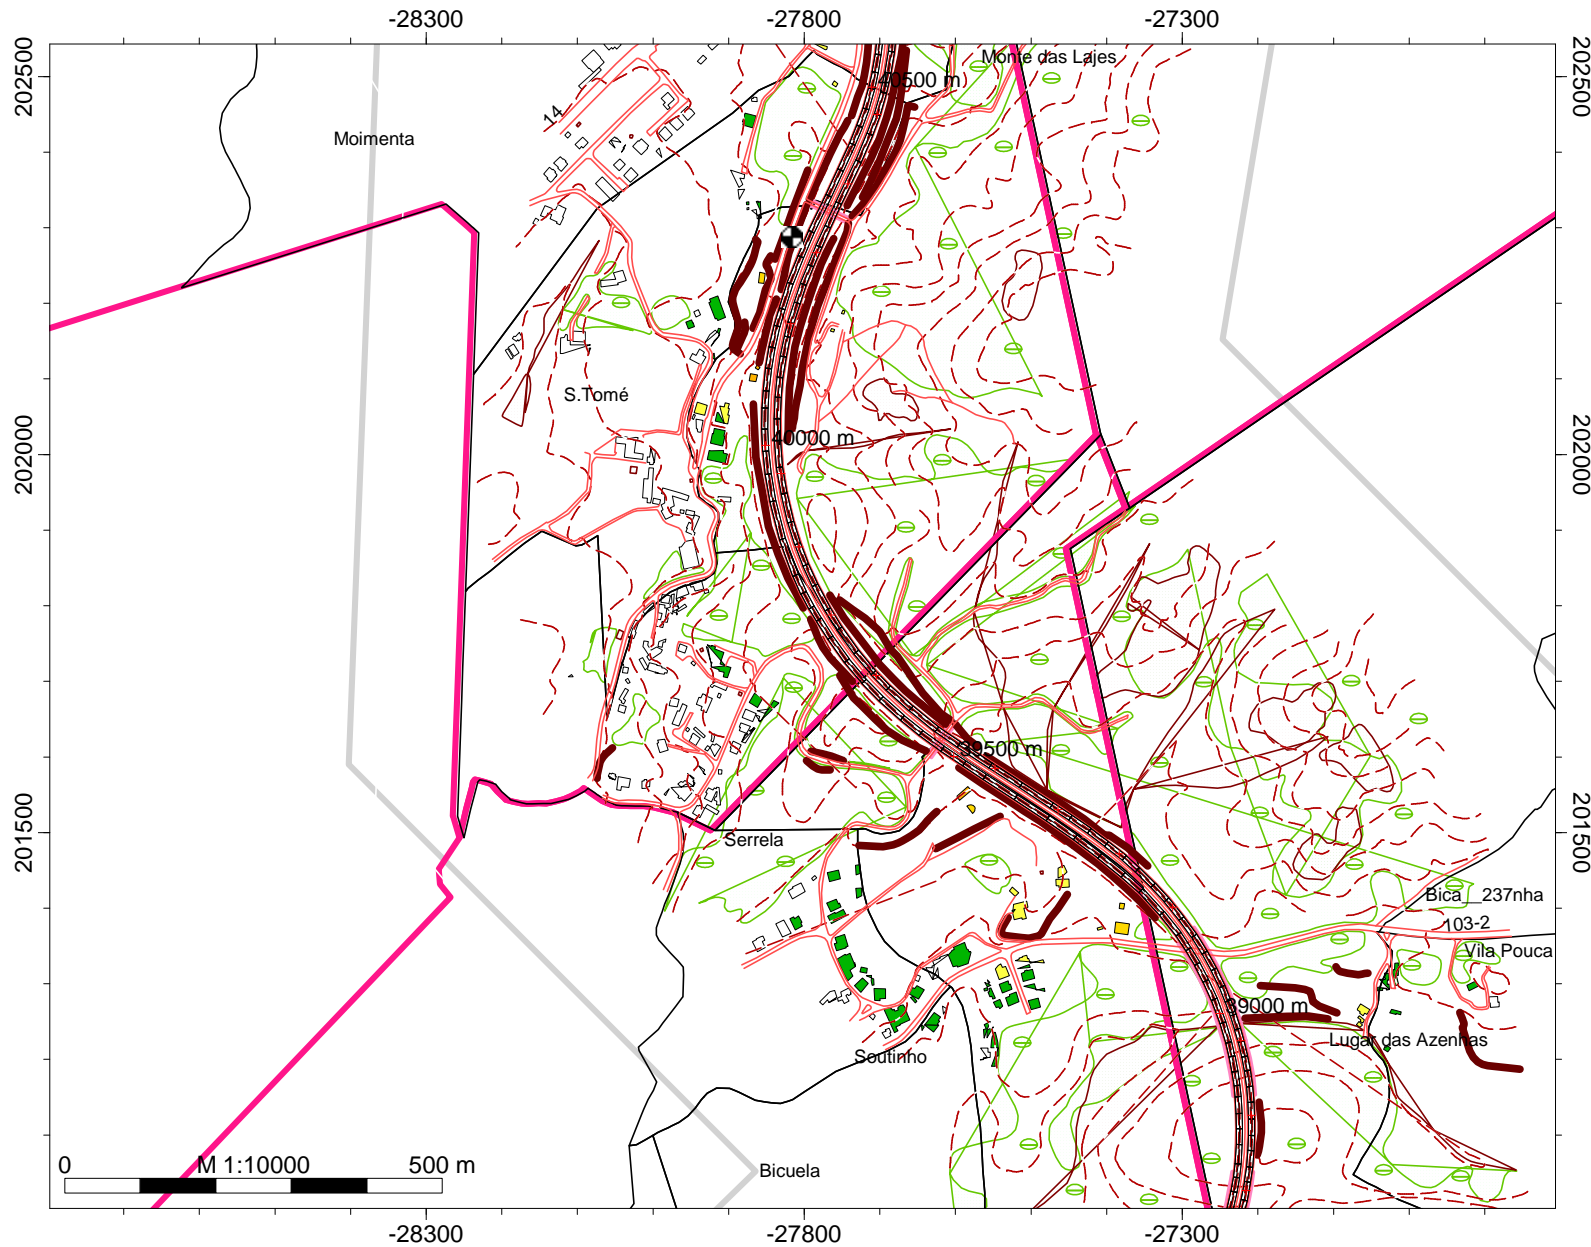 -28300 -27800 -27300
202500 202500
Monte das Lajes
40500 m
14
Moimenta
S.Tomé
40000 m
202000 202000
39500 m
201500 201500
Serrela
Bica__237nha
103-2
Vila Pouca
39000 m
Lugar das Azenhas
Soutinho
Bicuela
0 M 1:10000 500 m
-28300 -27800 -27300